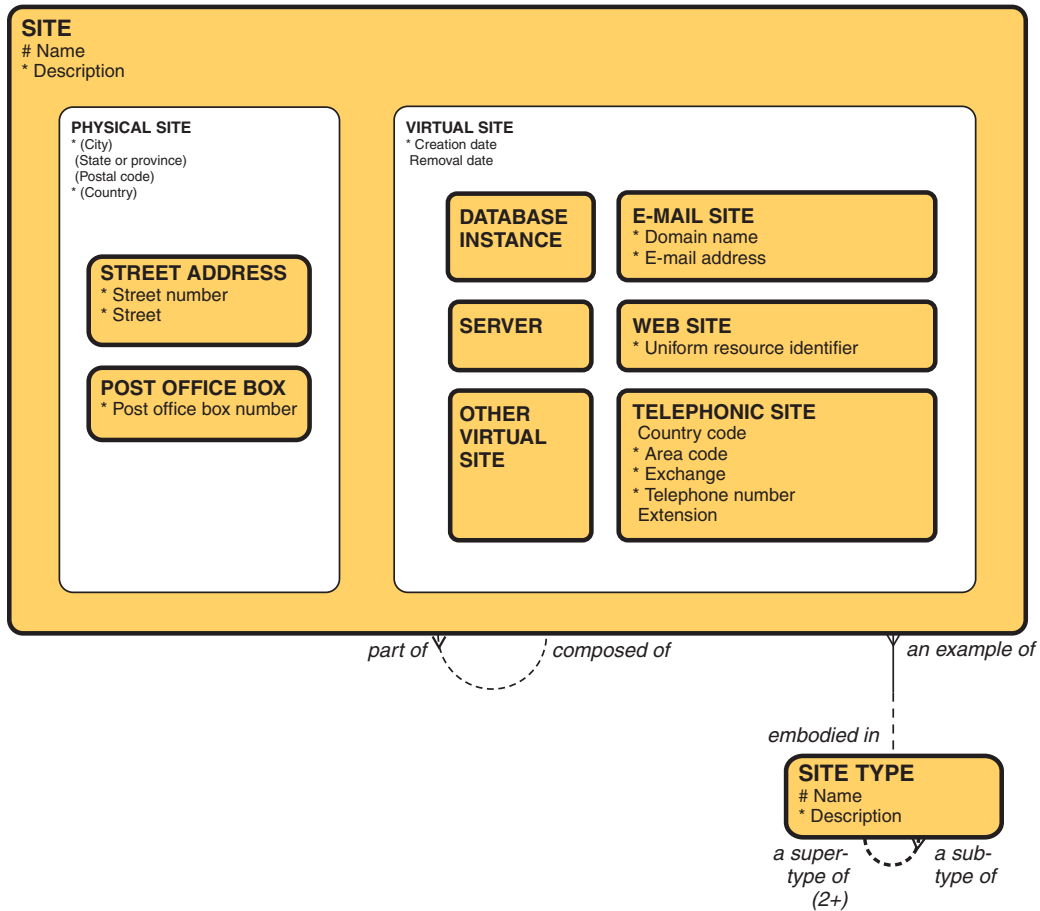 SITE
# Name
* Description
PHYSICAL SITE
* (City)
(State or province)
(Postal code)
* (Country)
STREET ADDRESS
* Street number
* Street
POST OFFICE BOX
* Post office box number
VIRTUAL SITE
* Creation date
Removal date
DATABASE
INSTANCE
E-MAIL SITE
* Domain name
* E-mail address
SERVER
WEB SITE
* Uniform resource identifier
OTHER
VIRTUAL
SITE
TELEPHONIC SITE
Country code
* Area code
* Exchange
* Telephone number
Extension
part of
composed of
an example of
embodied in
SITE TYPE
# Name
* Description
a super-
type of
(2+)
a sub-
type of